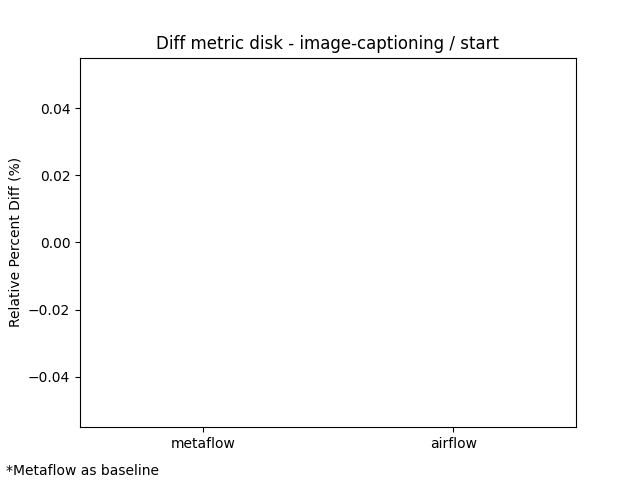 Diff metric disk - image-captioning / start
Relative Percent Diff (%)
0.04
0.02
0.00
−0.02
−0.04
metaflow airflow
*Metaflow as baseline